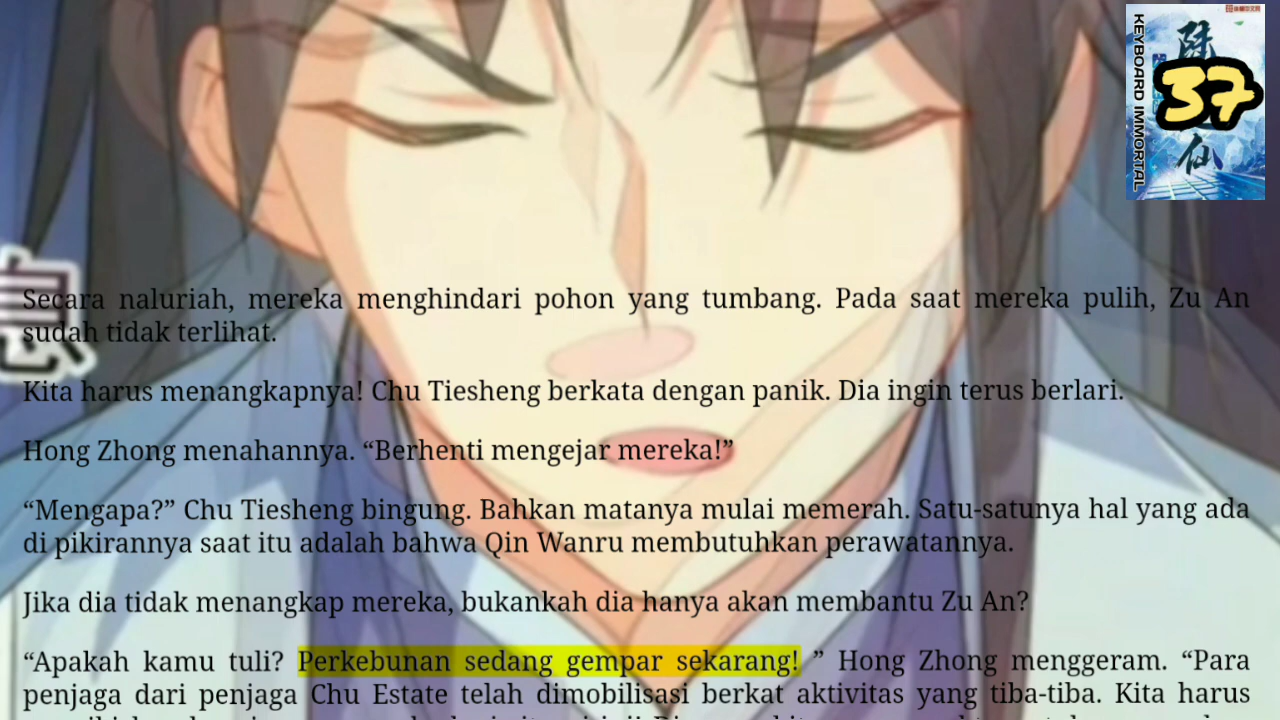 KEYBOARD IMMORTAL
陆
37
仙
息
Secara naluriah, mereka menghindari pohon yang tumbang. Pada saat mereka pulih, Zu An
sudah tidak terlihat.
Kita harus menangkapnya! Chu Tiesheng berkata dengan panik. Dia ingin terus berlari.
Hong Zhong menahannya. “Berhenti mengejar mereka!”
“Mengapa?” Chu Tiesheng bingung. Bahkan matanya mulai memerah. Satu-satunya hal yang ada
di pikirannya saat itu adalah bahwa Qin Wanru membutuhkan perawatannya.
Jika dia tidak menangkap mereka, bukankah dia hanya akan membantu Zu An?
“Apakah kamu tuli? Perkebunan sedang gempar sekarang! ” Hong Zhong menggeram. “Para
penjaga dari penjaga Chu Estate telah dimobilisasi berkat aktivitas yang tiba-tiba. Kita harus